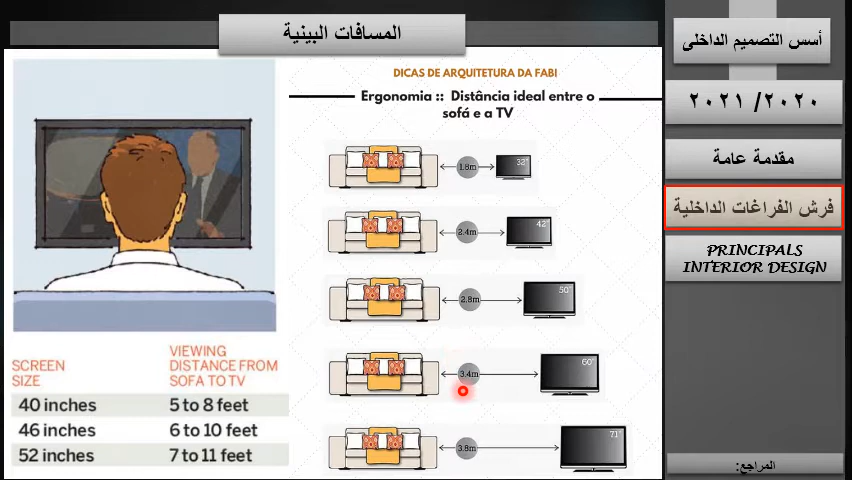 المسافات البينية
أسس التصميم الداخلى
٢٠٢٠/ ٢٠٢١
مقدمة عامة
فرش الفراغات الداخلية
PRINCIPALS
INTERIOR DESIGN
المراجع:
DICAS DE ARQUITETURA DA FABI
Ergonomia :: Distância ideal entre o
sofá e a TV
1.8m 32"
2.4m 42"
2.8m 50"
3.4m 60"
3.8m 71"
SCREEN SIZE
VIEWING DISTANCE FROM SOFA TO TV
40 inches 5 to 8 feet
46 inches 6 to 10 feet
52 inches 7 to 11 feet